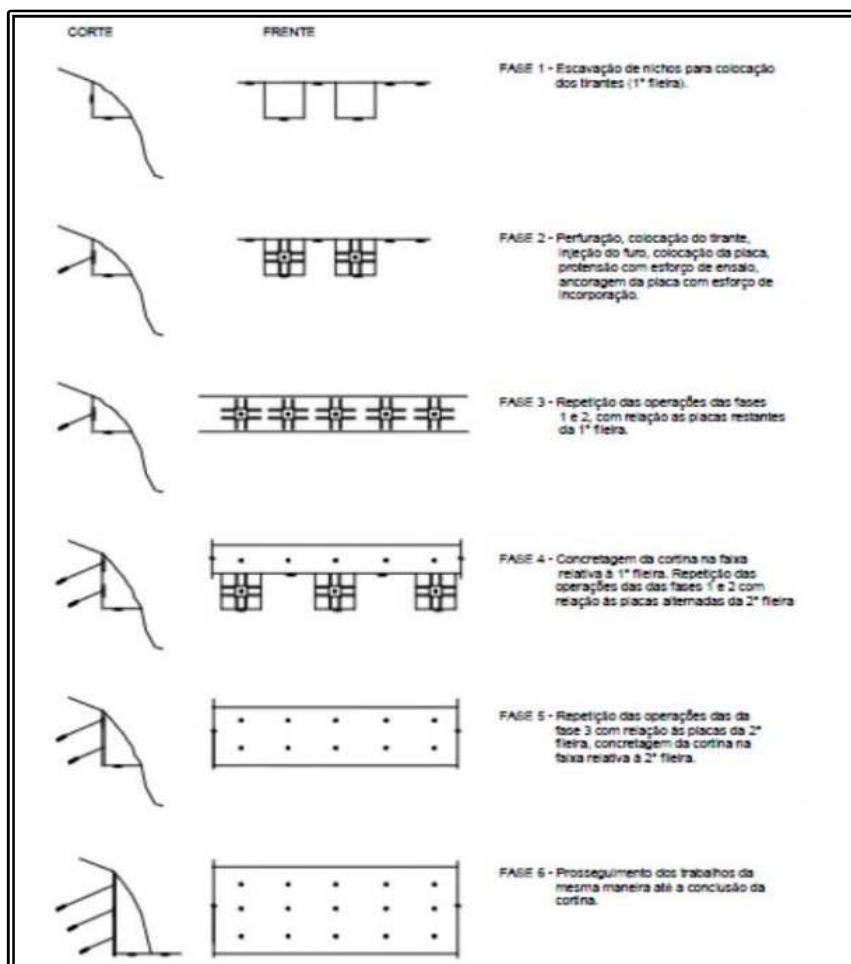 CORTE
FRENTE
FASE 1 - Escavação de nichos para colocação
dos tirantes (1ª fileira).
FASE 2 - Perfuração, colocação do tirante,
injeção do furo, colocação da placa,
protensão com esforço de ensaio,
ancoragem da placa com esforço de
incorporação.
FASE 3 - Repetição das operações das fases
1 e 2, com relação as placas restantes
da 1ª fileira.
FASE 4 - Concretagem da cortina na faixa
relativa à 1ª fileira. Repetição das
operações das das fases 1 e 2 com
relação às placas alternadas da 2ª fileira
FASE 5 - Repetição das operações das da
fase 3 com relação às placas da 2ª
fileira, concretagem da cortina na
faixa relativa à 2ª fileira.
FASE 6 - Prosseguimento dos trabalhos da
mesma maneira até a conclusão da
cortina.